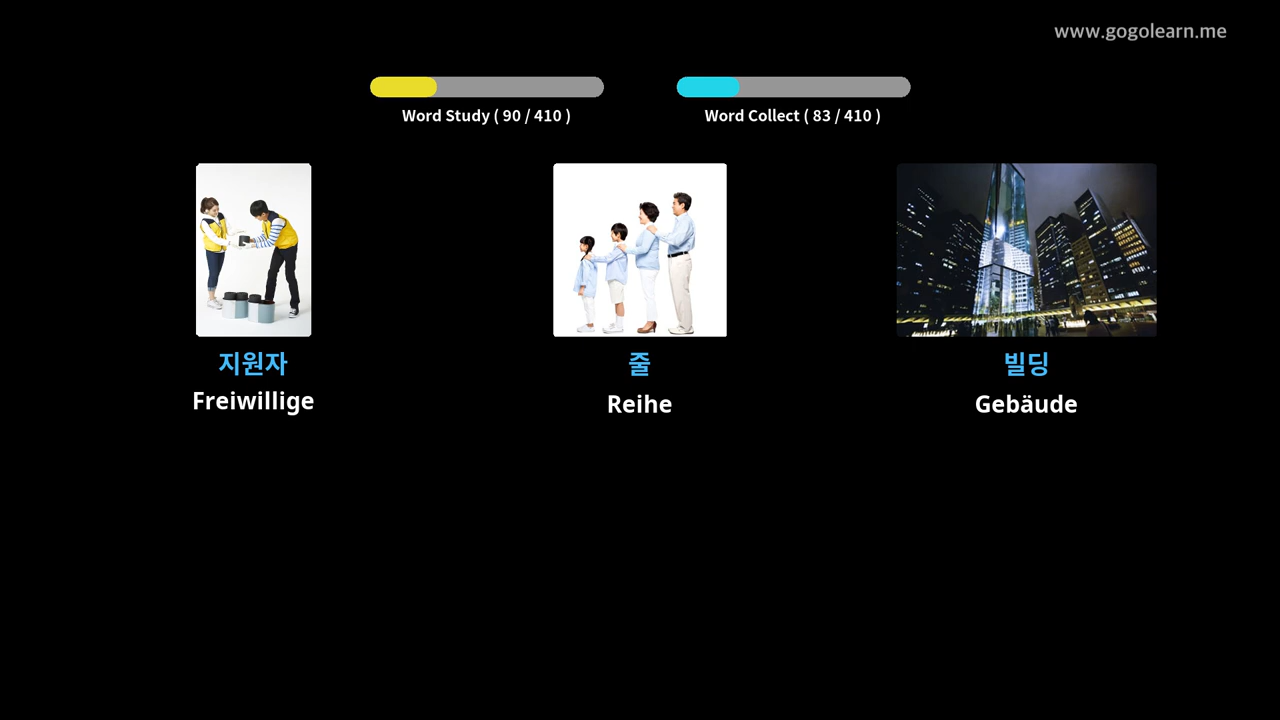 www.gogolearn.me
Word Study ( 90 / 410 )
Word Collect ( 83 / 410 )
지원자
Freiwillige
줄
Reihe
빌딩
Gebäude